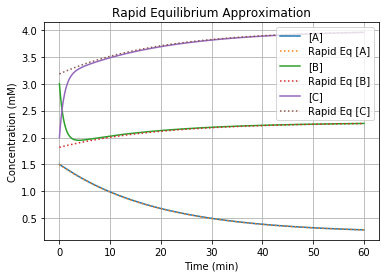 Rapid Equilibrium Approximation
Concentration (mM)
4.0
3.5
3.0
2.5
2.0
1.5
1.0
0.5
[A]
Rapid Eq [A]
[B]
Rapid Eq [B]
[C]
Rapid Eq [C]
0
10
20
30
40
50
60
Time (min)